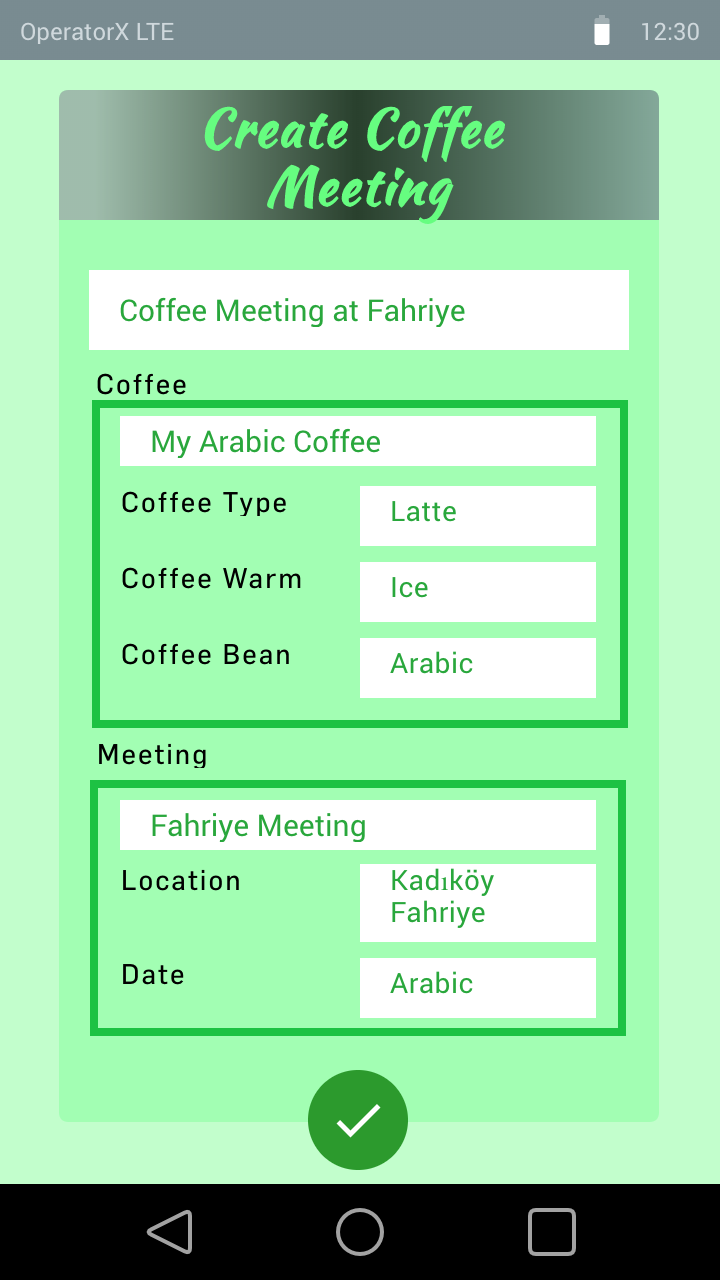 OperatorX LTE 12:30
Create Coffee
Meeting
Coffee Meeting at Fahriye
Coffee
My Arabic Coffee
Coffee Type Latte
Coffee Warm Ice
Coffee Bean Arabic
Meeting
Fahriye Meeting
Location Kadıköy
Fahriye
Date Arabic